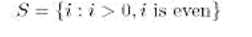 S = {i : i > 0, i is even}